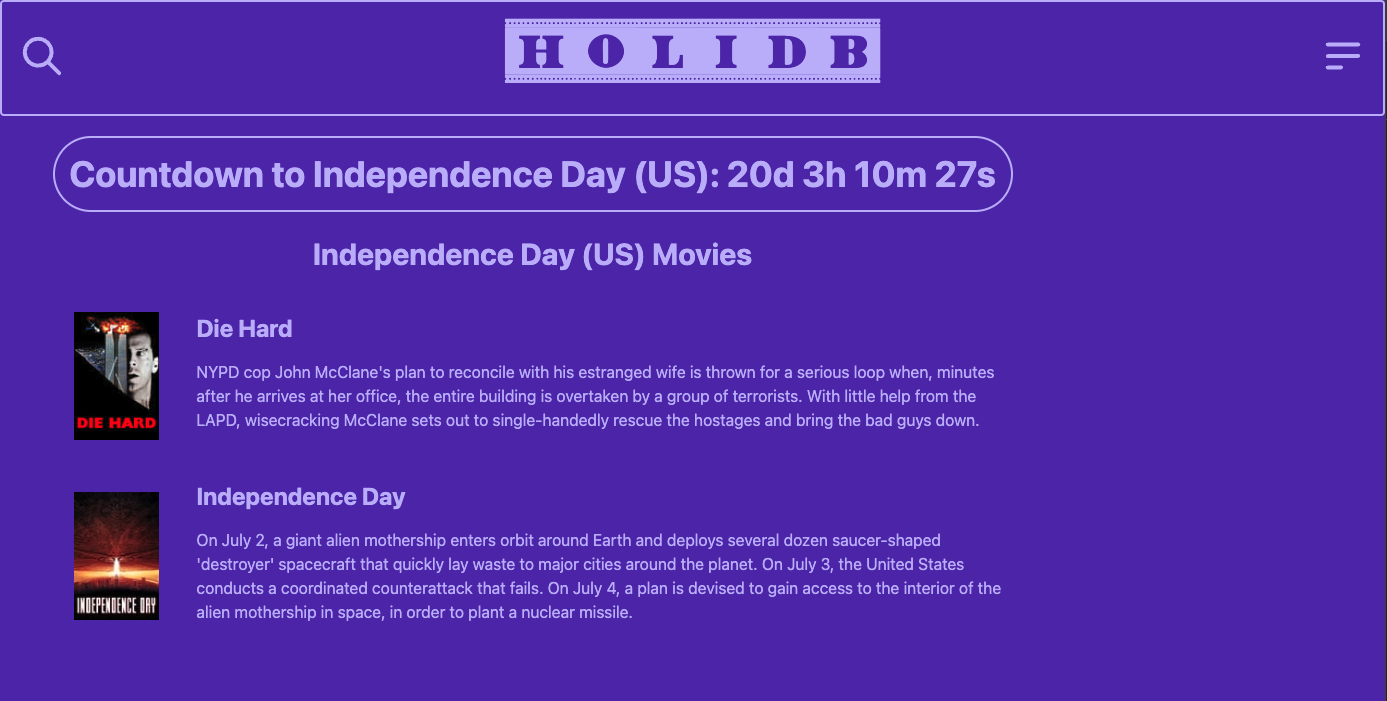 HOLIDB
Countdown to Independence Day (US): 20d 3h 10m 27s
Independence Day (US) Movies
DIE HARD
Die Hard
NYPD cop John McClane's plan to reconcile with his estranged wife is thrown for a serious loop when, minutes
after he arrives at her office, the entire building is overtaken by a group of terrorists. With little help from the
LAPD, wisecracking McClane sets out to single-handedly rescue the hostages and bring the bad guys down.
INDEPENDENCE DAY
Independence Day
On July 2, a giant alien mothership enters orbit around Earth and deploys several dozen saucer-shaped
'destroyer' spacecraft that quickly lay waste to major cities around the planet. On July 3, the United States
conducts a coordinated counterattack that fails. On July 4, a plan is devised to gain access to the interior of the
alien mothership in space, in order to plant a nuclear missile.